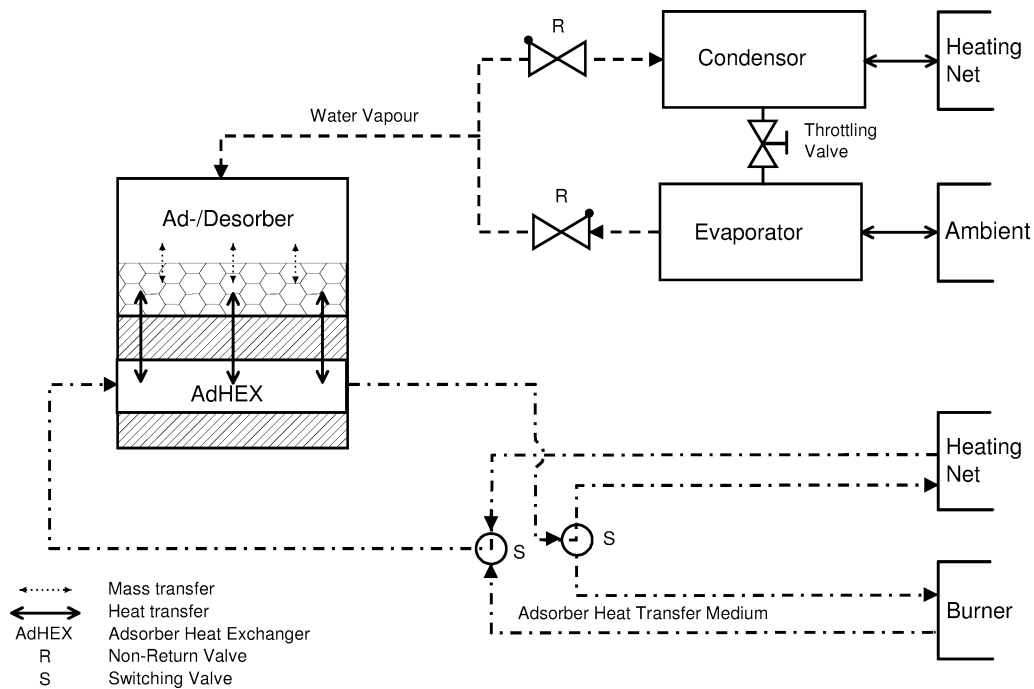 R
Condensor
Heating
Net
Water Vapour
Throttling
Valve
R
Ad-/Desorber
Evaporator
Ambient
AdHEX
Heating
Net
S
S
Adsorber Heat Transfer Medium
Burner
Mass transfer
Heat transfer
AdHEX Adsorber Heat Exchanger
R Non-Return Valve
S Switching Valve